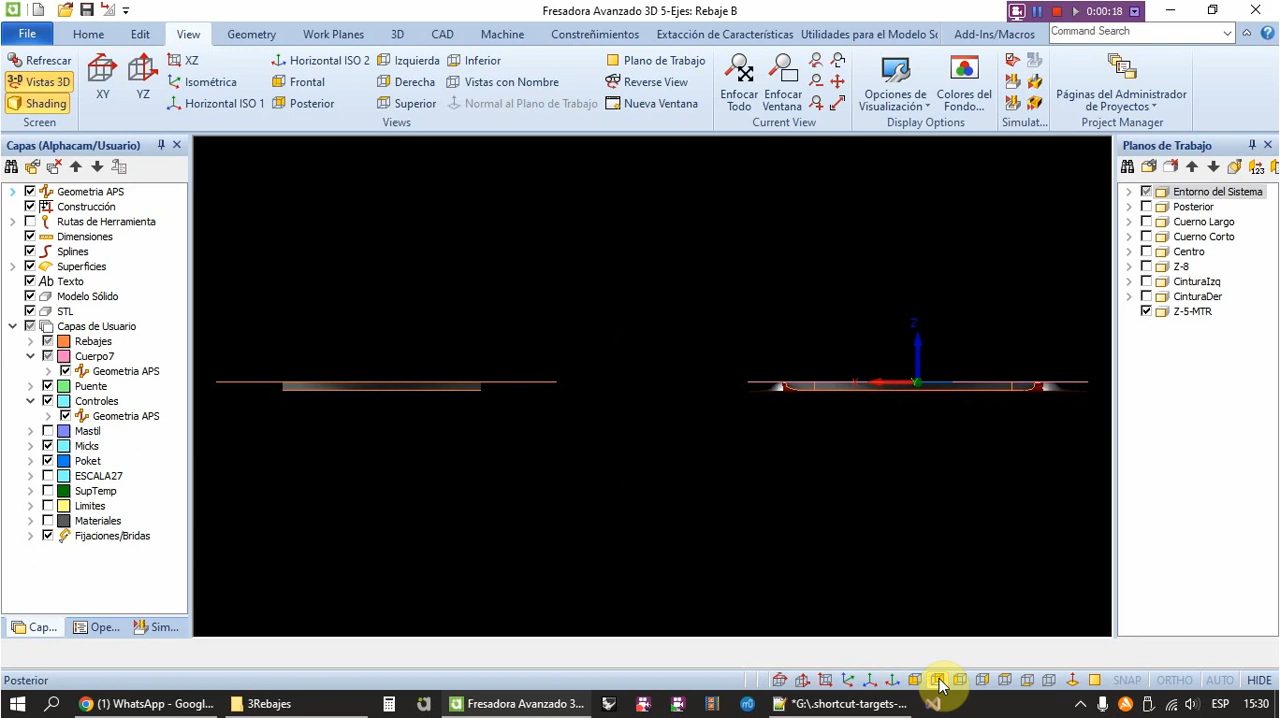 Fresadora Avanzado 3D 5-Ejes: Rebaje B
0:00:18
File Home Edit View Geometry Work Planes 3D CAD Machine Constreñimientos Extacción de Características Utilidades para el Modelo Sc Add-Ins/Macros
Command Search
Refrescar
Vistas 3D
Shading
Screen
XY
YZ
XZ
Isométrica
Horizontal ISO 1
Horizontal ISO 2
Frontal
Posterior
Izquierda
Derecha
Superior
Inferior
Vistas con Nombre
Normal al Plano de Trabajo
Plano de Trabajo
Reverse View
Nueva Ventana
Views
Enfocar
Todo
Enfocar
Ventana
Current View
Opciones de
Visualización
Colores del
Fondo...
Display Options
Simulat...
Páginas del Administrador
de Proyectos
Project Manager
Capas (Alphacam/Usuario)
Geometria APS
Construcción
Rutas de Herramienta
Dimensiones
Splines
Superficies
Ab Texto
Modelo Sólido
STL
Capas de Usuario
Rebajes
Cuerpo7
Geometria APS
Puente
Controles
Geometria APS
Mastil
Micks
Poket
ESCALA27
SupTemp
Limites
Materiales
Fijaciones/Bridas
Cap...
Ope...
Sim...
Z
X
Y
Planos de Trabajo
123
Entorno del Sistema
Posterior
Cuerno Largo
Cuerno Corto
Centro
Z-8
CinturaIzq
CinturaDer
Z-5-MTR
Posterior
SNAP ORTHO AUTO HIDE
(1) WhatsApp - Googl...
3Rebajes
Fresadora Avanzado 3...
*G:\.shortcut-targets-...
ESP
15:30